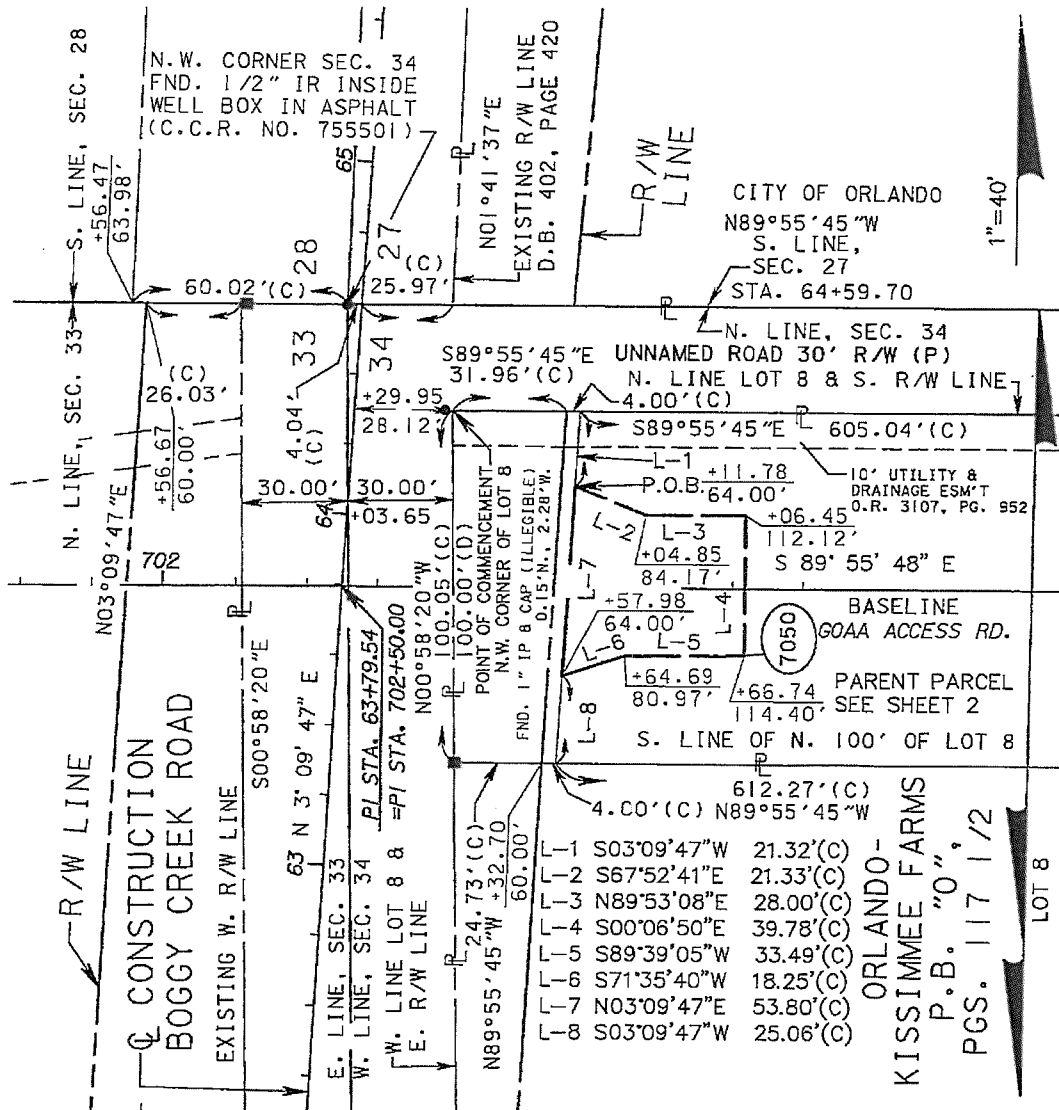 S. LINE, SEC. 28
N.W. CORNER SEC. 34
FND. 1/2" IR INSIDE
WELL BOX IN ASPHALT
(C.C.R. NO. 755501)
+56.47
63.98'
65
N01°41'37"E
EXISTING R/W LINE
D.B. 402, PAGE 420
R/W
LINE
CITY OF ORLANDO
N89°55'45"W
S. LINE,
SEC. 27
STA. 64+59.70
1"=40'
28
27
60.02'(C)
(C)
25.97'
33
34
N. LINE, SEC. 34
N. LINE, SEC. 33
(C)
26.03'
+56.67
60.00'
4.04'
(C)
+29.95
28.12'
S89°55'45"E
31.96'(C)
UNNAMED ROAD 30' R/W (P)
N. LINE LOT 8 & S. R/W LINE
4.00'(C)
S89°55'45"E
605.04'(C)
10' UTILITY &
DRAINAGE ESM'T
O.R. 3107, PG. 952
L-1
P.O.B.
+11.78
64.00'
30.00'
30.00'
64
+03.65
L-2
L-3
+04.85
84.17'
+06.45
112.12'
S 89° 55' 48" E
N03°09'47"E
702
PL
N00°58'20"W
100.05'(C)
100.00'(D)
POINT OF COMMENCEMENT
N.W. CORNER OF LOT 8
FND. 1" IP & CAP (ILLEGIBLE)
0.15'N., 2.28'W.
L-7
L-4
+57.98
64.00'
BASELINE
GOAA ACCESS RD.
7050
L-6
L-5
+64.69
80.97'
+66.74
114.40'
PARENT PARCEL
SEE SHEET 2
L-8
S. LINE OF N. 100' OF LOT 8
PL
612.27'(C)
4.00'(C)
N89°55'45"W
R/W LINE
CL CONSTRUCTION
BOGGY CREEK ROAD
EXISTING W. R/W LINE
S00°58'20"E
63
N 3° 09' 47" E
E. LINE, SEC. 33
W. LINE, SEC. 34
PI STA. 63+79.54
=PI STA. 702+50.00
W. LINE LOT 8 &
E. R/W LINE
N89°55'45"W
24.73'(C)
+32.70
60.00'
L-1 S03°09'47"W 21.32'(C)
L-2 S67°52'41"E 21.33'(C)
L-3 N89°53'08"E 28.00'(C)
L-4 S00°06'50"E 39.78'(C)
L-5 S89°39'05"W 33.49'(C)
L-6 S71°35'40"W 18.25'(C)
L-7 N03°09'47"E 53.80'(C)
L-8 S03°09'47"W 25.06'(C)
ORLANDO-
KISSIMMEE FARMS
P.B. "O",
PGS. 117 1/2
LOT 8